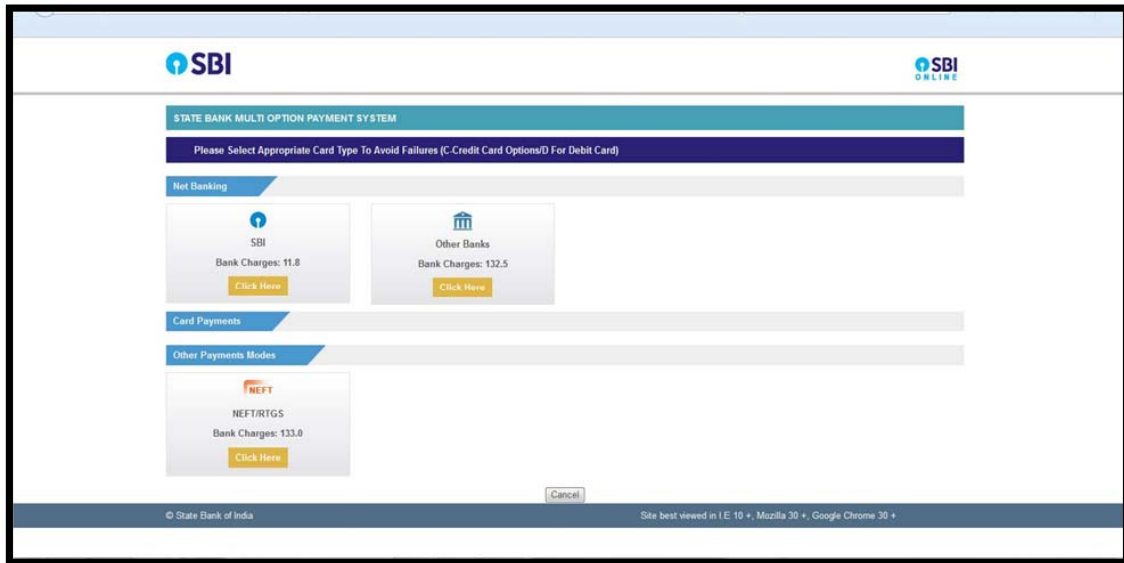 SBI
SBI
ONLINE
STATE BANK MULTI OPTION PAYMENT SYSTEM
Please Select Appropriate Card Type To Avoid Failures (C-Credit Card Options/D For Debit Card)
Net Banking
SBI
Bank Charges: 11.8
Click Here
Other Banks
Bank Charges: 132.5
Click Here
Card Payments
Other Payments Modes
NEFT
NEFT/RTGS
Bank Charges: 133.0
Click Here
Cancel
© State Bank of India
Site best viewed in I.E 10 +, Mozilla 30 +, Google Chrome 30 +